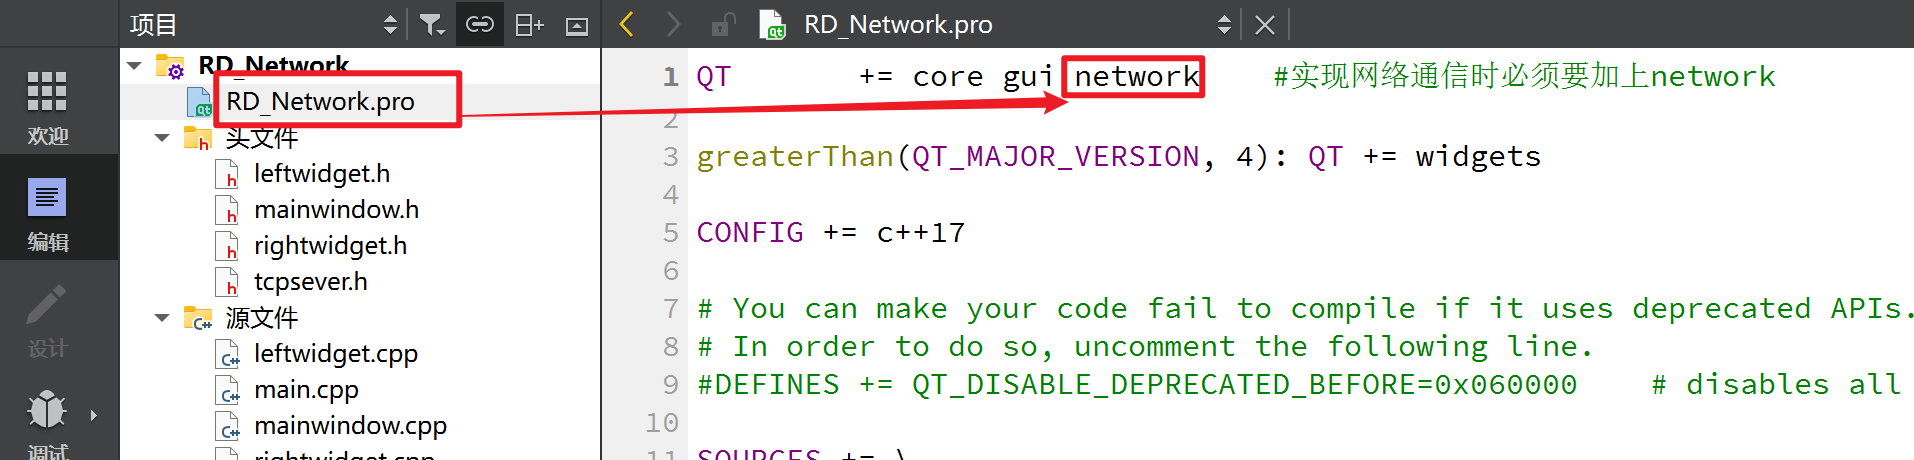 项目
RD_Network.pro
RD_Network
RD_Network.pro
头文件
leftwidget.h
mainwindow.h
rightwidget.h
tcpsever.h
源文件
leftwidget.cpp
main.cpp
mainwindow.cpp
rightwidget.cpp
欢迎
编辑
设计
调试
1 QT += core gui network #实现网络通信时必须要加上network
2
3 greaterThan(QT_MAJOR_VERSION, 4): QT += widgets
4
5 CONFIG += c++17
6
7 # You can make your code fail to compile if it uses deprecated APIs.
8 # In order to do so, uncomment the following line.
9 #DEFINES += QT_DISABLE_DEPRECATED_BEFORE=0x060000 # disables all
10
11 SOURCES += \